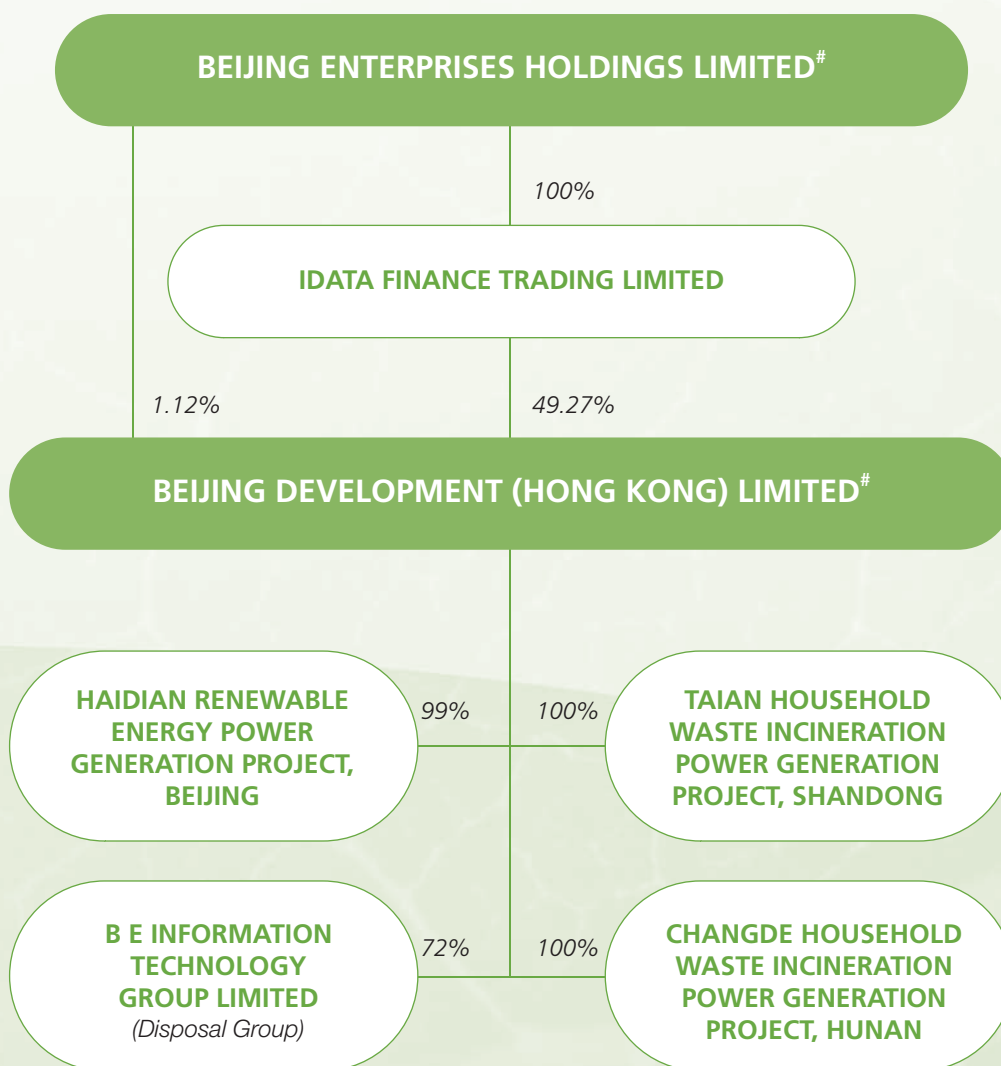 BEIJING ENTERPRISES HOLDINGS LIMITED#
100%
IDATA FINANCE TRADING LIMITED
1.12%
49.27%
BEIJING DEVELOPMENT (HONG KONG) LIMITED#
HAIDIAN RENEWABLE
ENERGY POWER
GENERATION PROJECT,
BEIJING
99%
100%
TAIAN HOUSEHOLD
WASTE INCINERATION
POWER GENERATION
PROJECT, SHANDONG
B E INFORMATION
TECHNOLOGY
GROUP LIMITED
(Disposal Group)
72%
100%
CHANGDE HOUSEHOLD
WASTE INCINERATION
POWER GENERATION
PROJECT, HUNAN